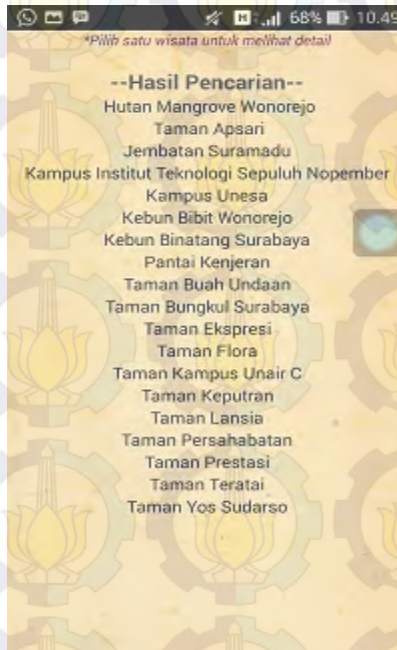 68% 10.49
*Pilih satu wisata untuk melihat detail
--Hasil Pencarian--
Hutan Mangrove Wonorejo
Taman Apsari
Jembatan Suramadu
Kampus Institut Teknologi Sepuluh Nopember
Kampus Unesa
Kebun Bibit Wonorejo
Kebun Binatang Surabaya
Pantai Kenjeran
Taman Buah Undaan
Taman Bungkul Surabaya
Taman Ekspresi
Taman Flora
Taman Kampus Unair C
Taman Keputran
Taman Lansia
Taman Persahabatan
Taman Prestasi
Taman Teratai
Taman Yos Sudarso